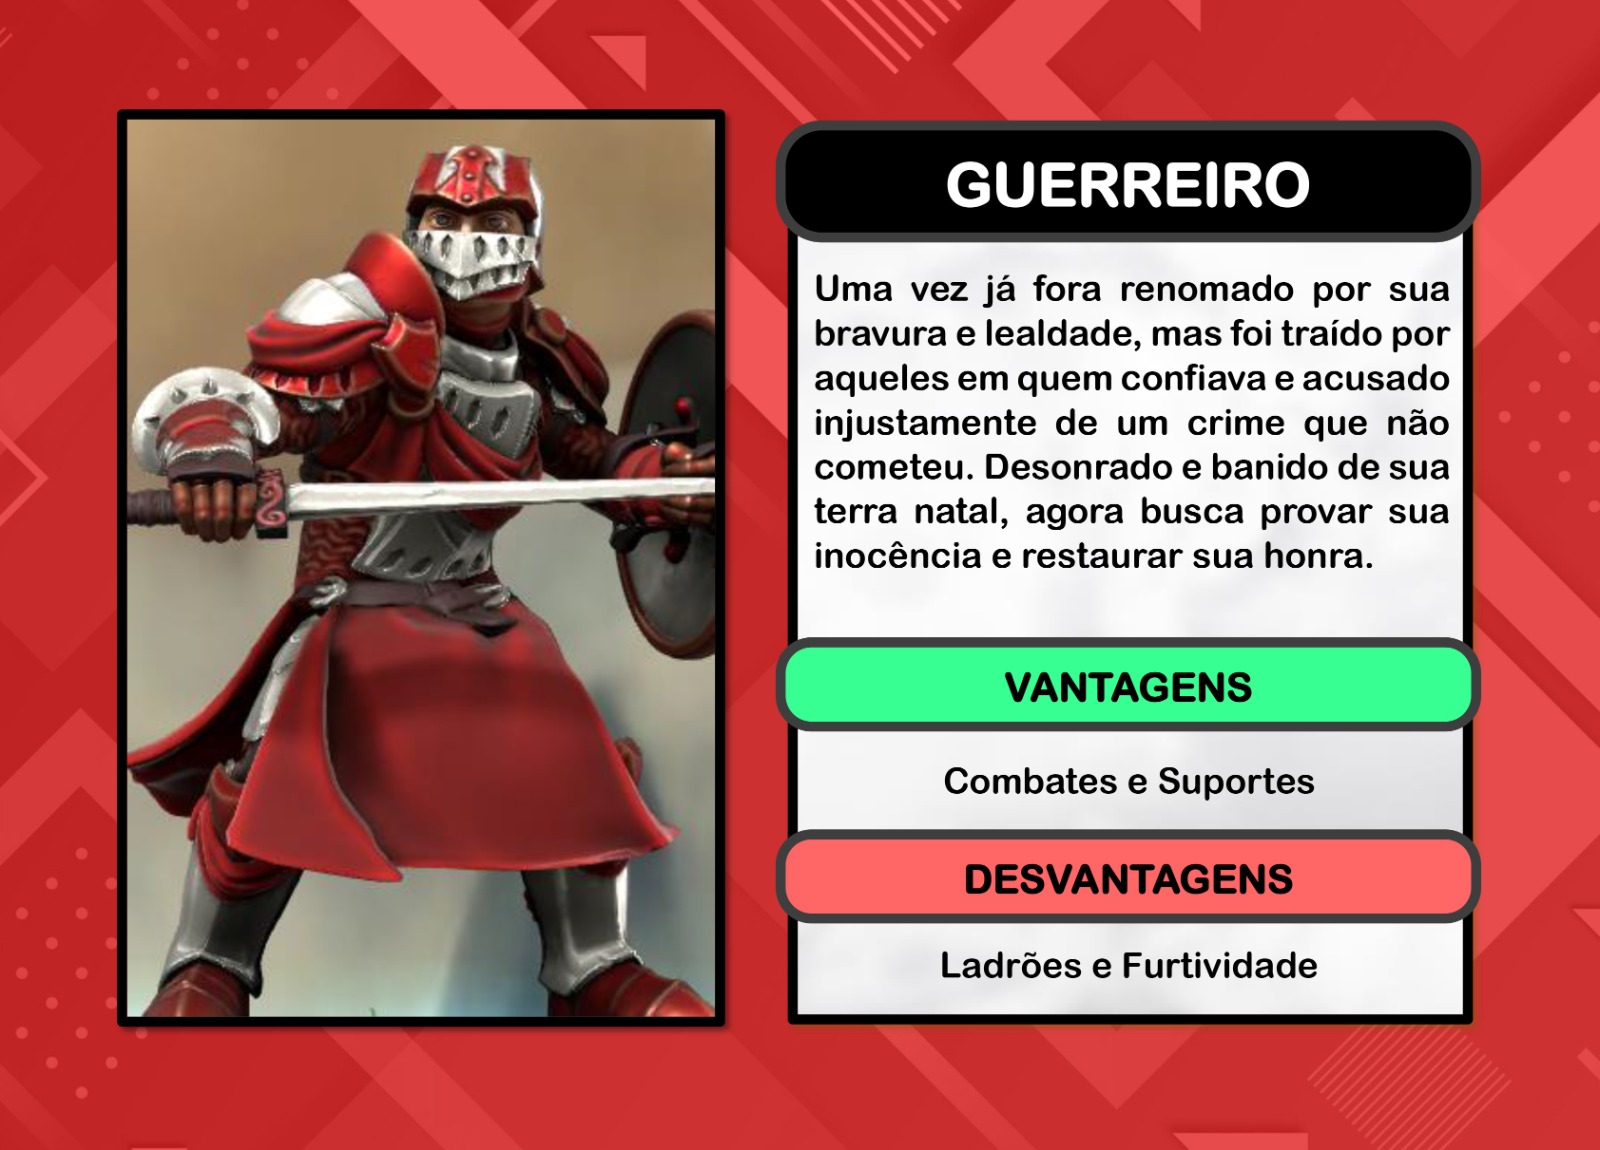 GUERREIRO
Uma vez já fora renomado por sua
bravura e lealdade, mas foi traído por
aqueles em quem confiava e acusado
injustamente de um crime que não
cometeu. Desonrado e banido de sua
terra natal, agora busca provar sua
inocência e restaurar sua honra.
VANTAGENS
Combates e Suportes
DESVANTAGENS
Ladrões e Furtividade